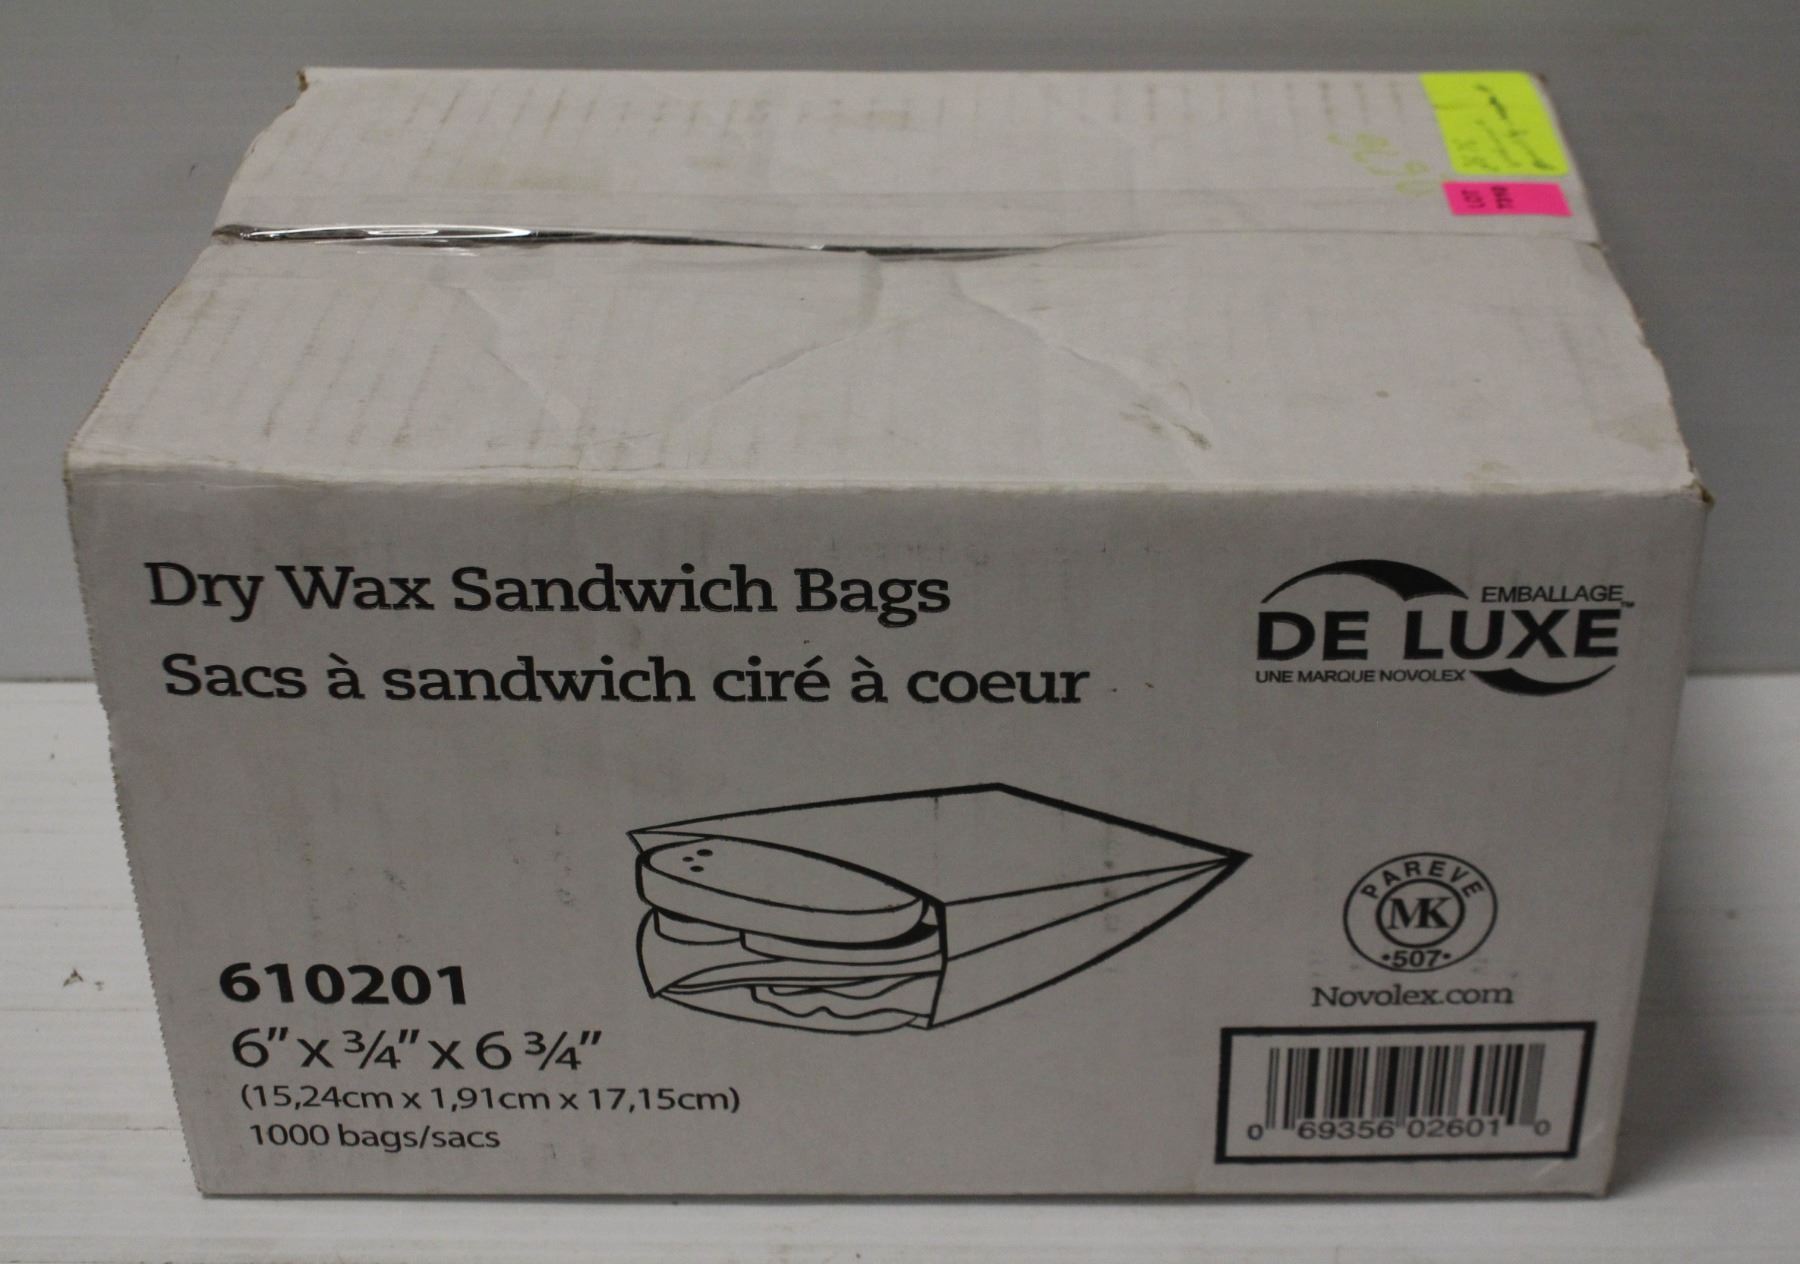 Dry Wax Sandwich Bags
Sacs à sandwich ciré à coeur
EMBALLAGE
DE LUXE™
UNE MARQUE NOVOLEX
PAREVE
MK
•507•
Novolex.com
610201
6" x 3/4" x 6 3/4"
(15,24cm x 1,91cm x 17,15cm)
1000 bags/sacs
0 69356 02601 0
LOT